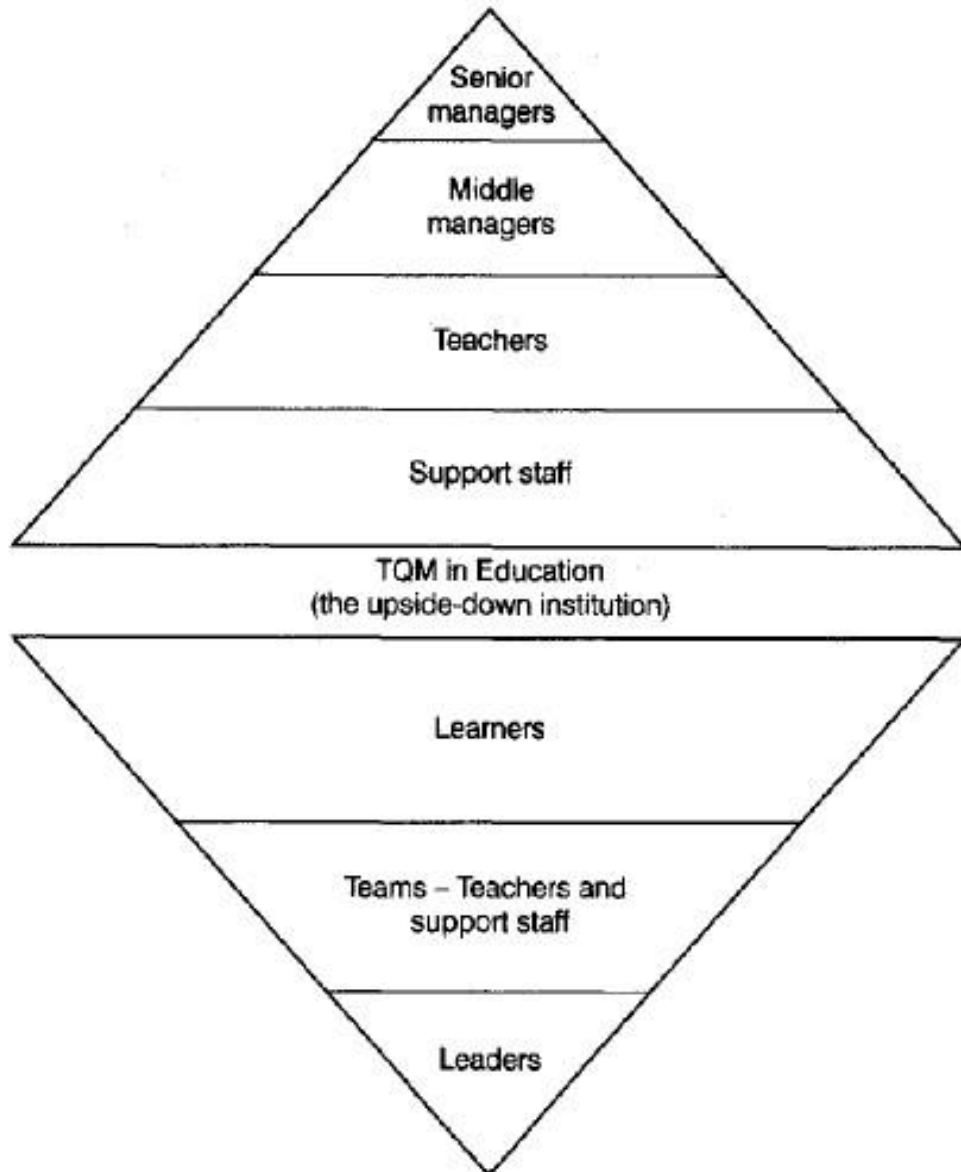 Senior
managers
Middle
managers
Teachers
Support staff
TQM in Education
(the upside-down institution)
Learners
Teams – Teachers and
support staff
Leaders